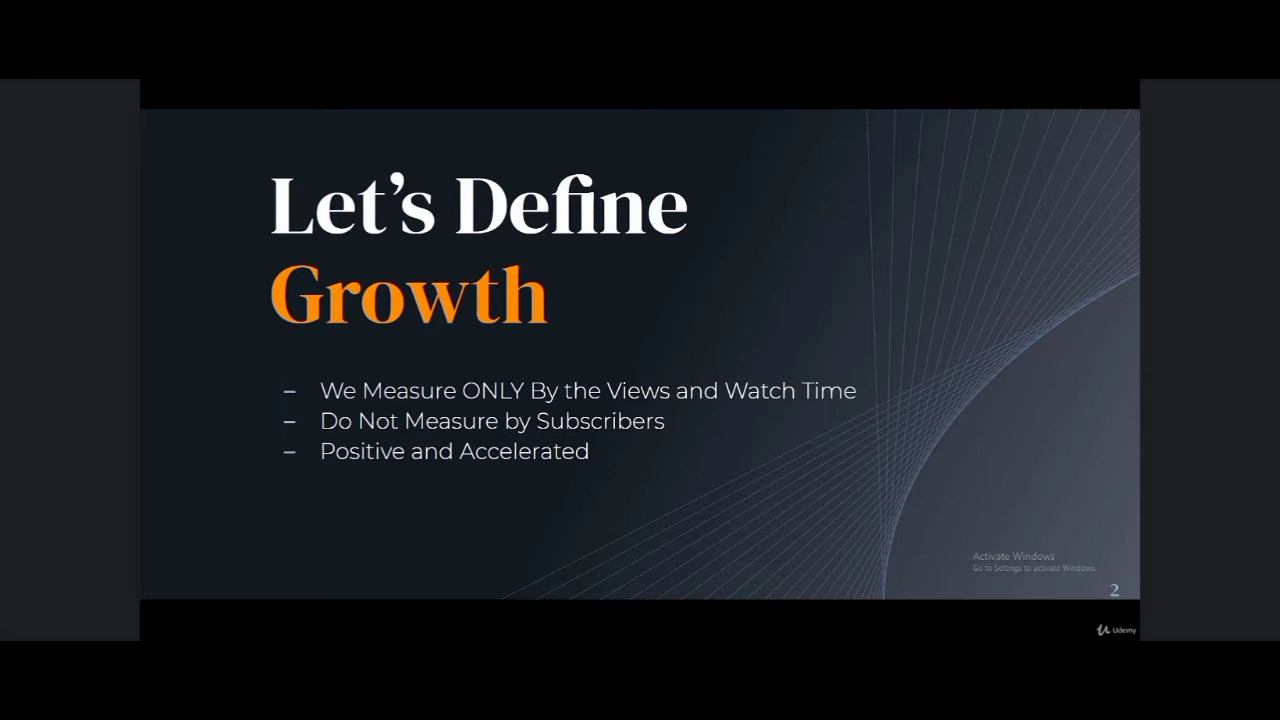 Let's Define
Growth
– We Measure ONLY By the Views and Watch Time
– Do Not Measure by Subscribers
– Positive and Accelerated
Activate Windows
Go to Settings to activate Windows.
2
Udemy